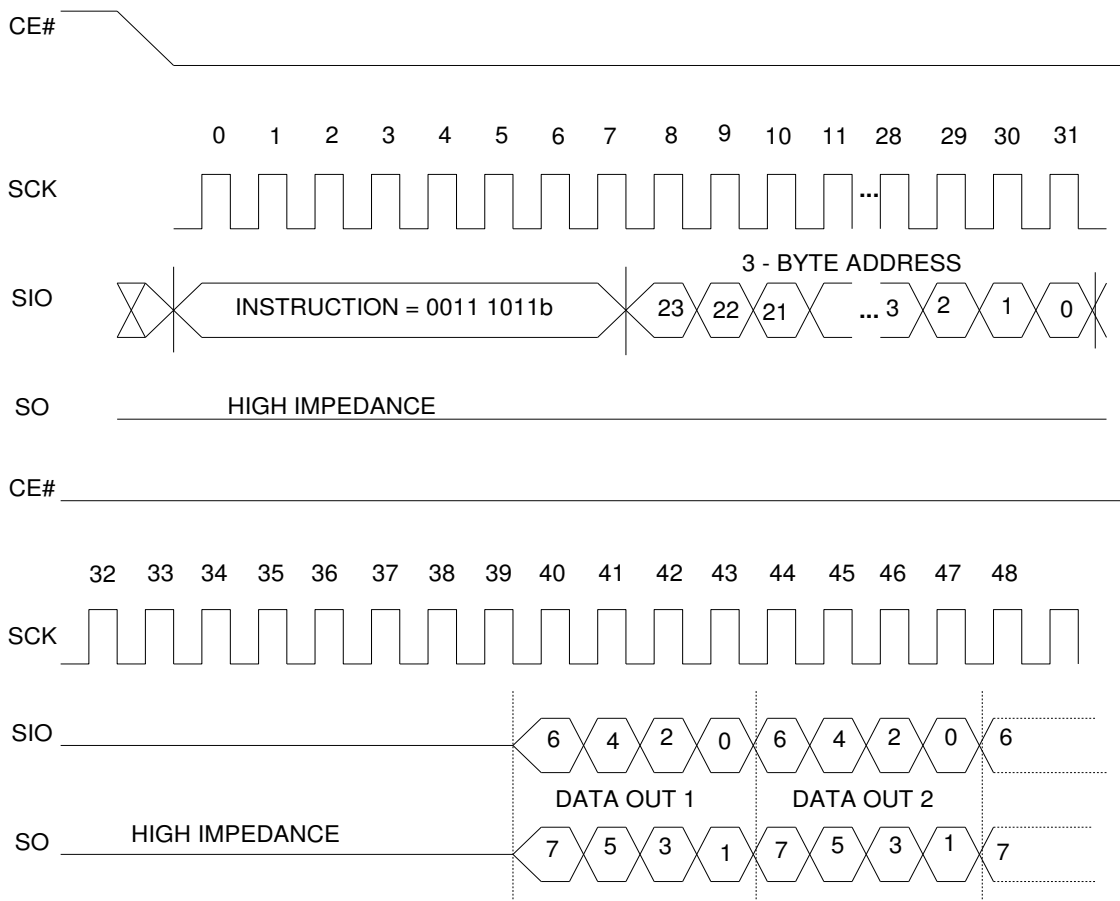 CE#
0 1 2 3 4 5 6 7 8 9 10 11 28 29 30 31
SCK ...
3 - BYTE ADDRESS
SIO INSTRUCTION = 0011 1011b 23 22 21 ... 3 2 1 0
SO HIGH IMPEDANCE
CE#
32 33 34 35 36 37 38 39 40 41 42 43 44 45 46 47 48
SCK
SIO 6 4 2 0 6 4 2 0 6
DATA OUT 1 DATA OUT 2
SO HIGH IMPEDANCE 7 5 3 1 7 5 3 1 7